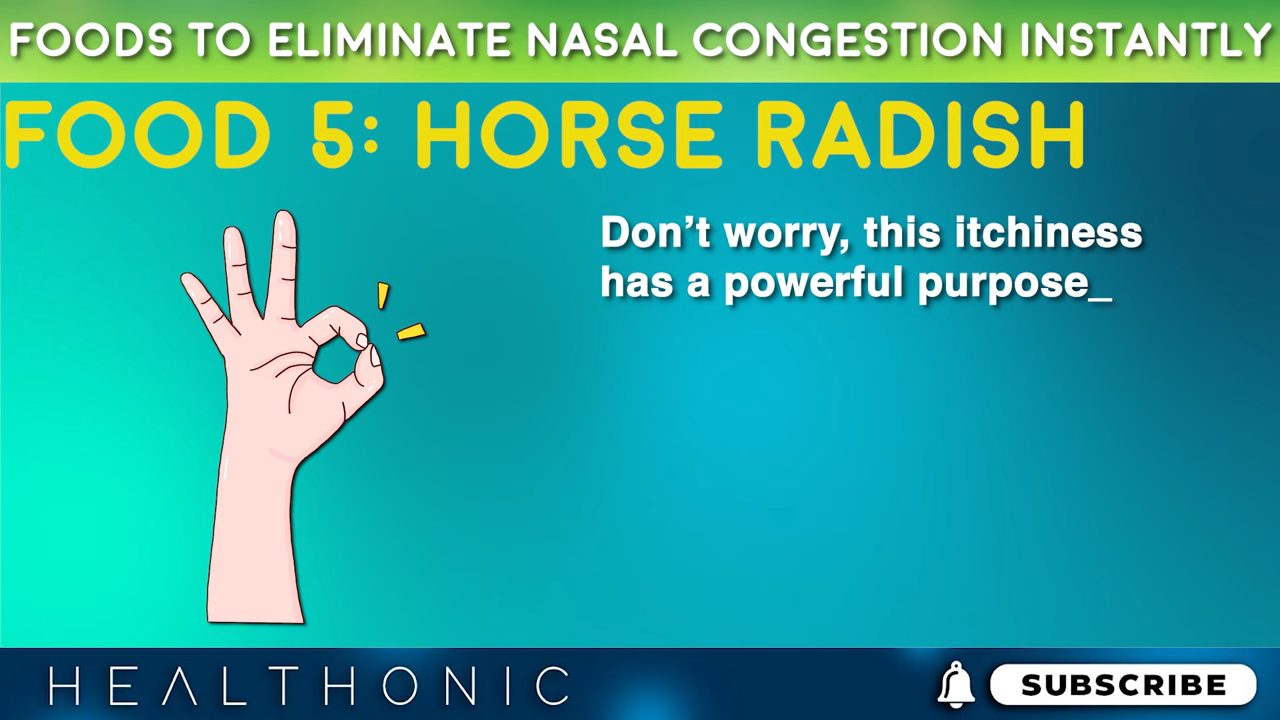 FOODS TO ELIMINATE NASAL CONGESTION INSTANTLY
FOOD 5: HORSE RADISH
Don’t worry, this itchiness
has a powerful purpose_
HEALTHONIC
SUBSCRIBE